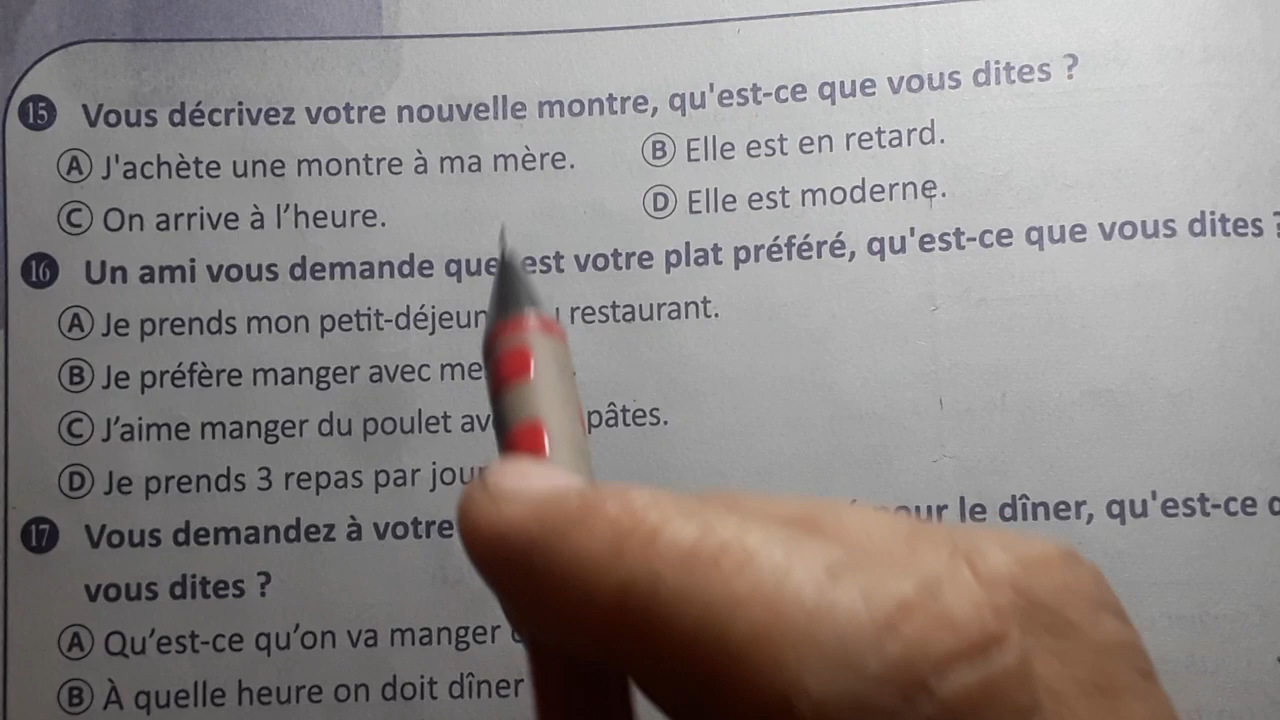 15 Vous décrivez votre nouvelle montre, qu'est-ce que vous dites ?
A J'achète une montre à ma mère. B Elle est en retard.
C On arrive à l'heure. D Elle est moderne.
16 Un ami vous demande quel est votre plat préféré, qu'est-ce que vous dites ?
A Je prends mon petit-déjeuner restaurant.
B Je préfère manger avec
C J'aime manger du poulet pâtes.
D Je prends 3 repas par jour
17 Vous demandez à votre pour le dîner, qu'est-ce
vous dites ?
A Qu'est-ce qu'on va manger
B À quelle heure on doit dîner